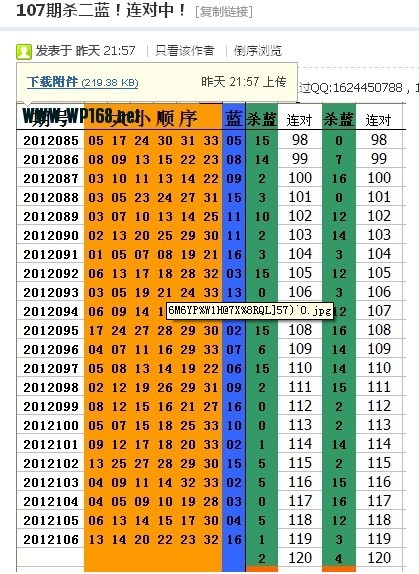 107期杀二蓝！连对中！ [复制链接]
发表于 昨天 21:57 | 只看该作者 | 倒序浏览
下载附件 (219.38 KB) 昨天 21:57 上传
过QQ:1624450788，1
WWW.WP168.net
期号 大小顺序 蓝 杀蓝 连对 杀蓝 连对
2012085 05 17 24 30 31 33 05 15 98 0 98
2012086 08 09 13 15 22 23 16 14 99 7 99
2012087 03 10 11 13 14 22 09 2 100 16 100
2012088 03 05 23 24 27 31 15 3 101 0 101
2012089 03 07 10 13 14 25 11 10 102 12 102
2012090 02 13 20 25 29 30 11 2 103 14 103
2012091 01 05 07 08 19 21 16 3 104 3 104
2012092 06 13 17 18 28 32 03 15 105 12 105
2012093 03 05 19 21 24 33 13 0 106 3 106
2012094 06 09 14 12 107
6M6YP%W1H@7X%8RQL]57)`0.jpg
2012095 17 24 27 28 29 30 02 15 108 16 108
2012096 04 07 11 16 29 33 07 6 109 14 109
2012097 05 08 13 14 19 22 06 15 110 14 110
2012098 02 12 19 26 29 31 09 2 111 15 111
2012099 08 12 15 16 21 27 16 0 112 2 112
2012100 05 07 15 18 25 33 10 0 113 2 113
2012101 09 12 17 18 20 33 02 1 114 14 114
2012102 13 25 27 28 29 30 15 5 115 2 115
2012103 04 09 11 14 32 33 02 5 116 15 116
2012104 04 05 09 10 19 28 03 0 117 16 117
2012105 06 13 14 15 17 30 04 5 118 12 118
2012106 13 14 20 22 23 32 16 1 119 3 119
2 120 4 120